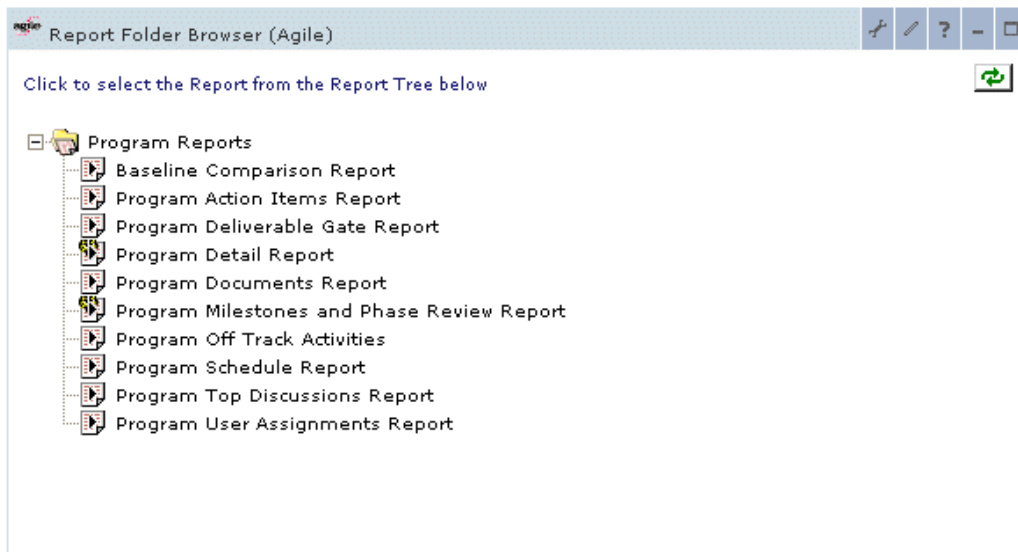 agile
Report Folder Browser (Agile)
?
Click to select the Report from the Report Tree below
Program Reports
Baseline Comparison Report
Program Action Items Report
Program Deliverable Gate Report
Program Detail Report
Program Documents Report
Program Milestones and Phase Review Report
Program Off Track Activities
Program Schedule Report
Program Top Discussions Report
Program User Assignments Report